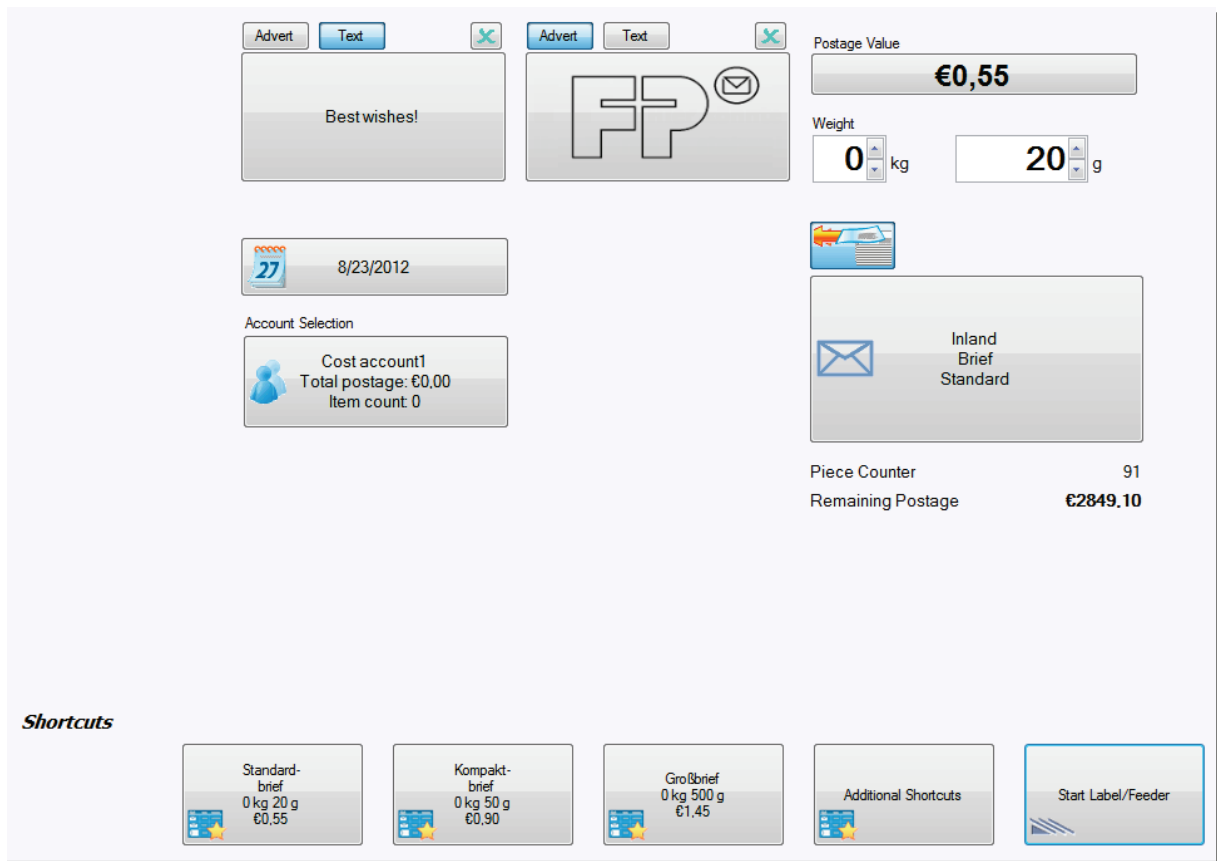 Advert Text
Best wishes!
Advert Text
FP
Postage Value
€0,55
Weight
0 kg 20 g
27 8/23/2012
Account Selection
Cost account1
Total postage: €0,00
Item count: 0
Inland
Brief
Standard
Piece Counter 91
Remaining Postage €2849,10
Shortcuts
Standard-
brief
0 kg 20 g
€0,55
Kompakt-
brief
0 kg 50 g
€0,90
Großbrief
0 kg 500 g
€1,45
Additional Shortcuts
Start Label/Feeder